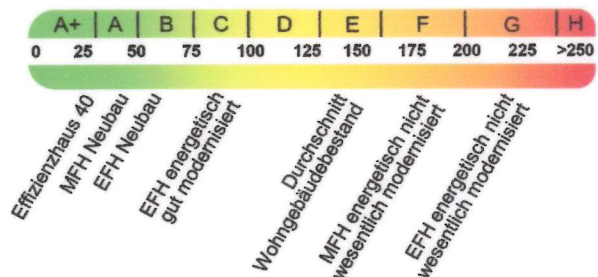 A+ A B C D E F G H
0 25 50 75 100 125 150 175 200 225 >250
Effizienzhaus 40
MFH Neubau
EFH Neubau
EFH energetisch
gut modernisiert
Durchschnitt
Wohngebäudebestand
MFH energetisch nicht
wesentlich modernisiert
EFH energetisch nicht
wesentlich modernisiert